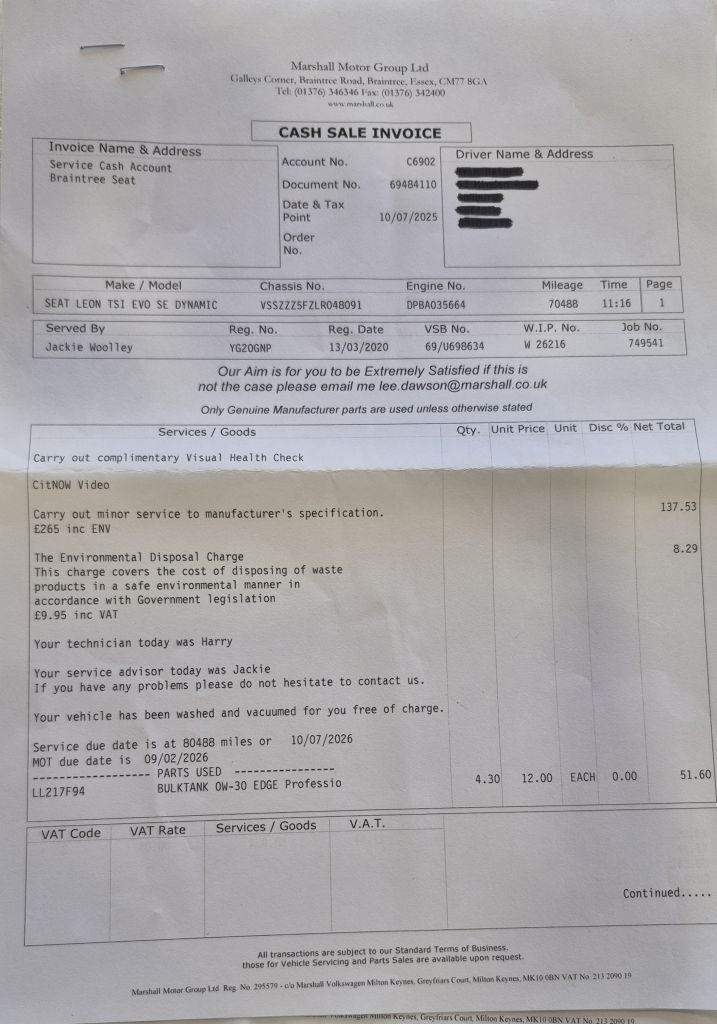 Marshall Motor Group Ltd
Galleys Corner, Braintree Road, Braintree, Essex, CM77 8GA
Tel: (01376) 346346 Fax: (01376) 342400
www.marshall.co.uk
CASH SALE INVOICE
Invoice Name & Address
Service Cash Account
Braintree Seat
Account No. C6902
Document No. 69484110
Date & Tax
Point 10/07/2025
Order
No.
Driver Name & Address
Make / Model Chassis No. Engine No. Mileage Time Page
SEAT LEON TSI EVO SE DYNAMIC VSSZZZ5FZLR048091 DPBA035664 70488 11:16 1
Served By Reg. No. Reg. Date VSB No. W.I.P. No. Job No.
Jackie Woolley YG20GNP 13/03/2020 69/U698634 W 26216 749541
Our Aim is for you to be Extremely Satisfied if this is
not the case please email me lee.dawson@marshall.co.uk
Only Genuine Manufacturer parts are used unless otherwise stated
Services / Goods Qty. Unit Price Unit Disc % Net Total
Carry out complimentary Visual Health Check
CitNOW Video
Carry out minor service to manufacturer's specification. 137.53
£265 inc ENV
The Environmental Disposal Charge 8.29
This charge covers the cost of disposing of waste
products in a safe environmental manner in
accordance with Government legislation
£9.95 inc VAT
Your technician today was Harry
Your service advisor today was Jackie
If you have any problems please do not hesitate to contact us.
Your vehicle has been washed and vacuumed for you free of charge.
Service due date is at 80488 miles or 10/07/2026
MOT due date is 09/02/2026
------------------ PARTS USED ---------------
LL217F94 BULKTANK 0W-30 EDGE Professio 4.30 12.00 EACH 0.00 51.60
VAT Code VAT Rate Services / Goods V.A.T.
Continued.....
All transactions are subject to our Standard Terms of Business.
those for Vehicle Servicing and Parts Sales are available upon request.
Marshall Motor Group Ltd Reg. No. 295579 - c/o Marshall Volkswagen Milton Keynes, Greyfriars Court, Milton Keynes, MK10 0BN VAT No. 213 2090 19
Volkswagen Milton Keynes, Greyfriars Court, Milton Keynes, MK10 0BN VAT No. 213 2090 19